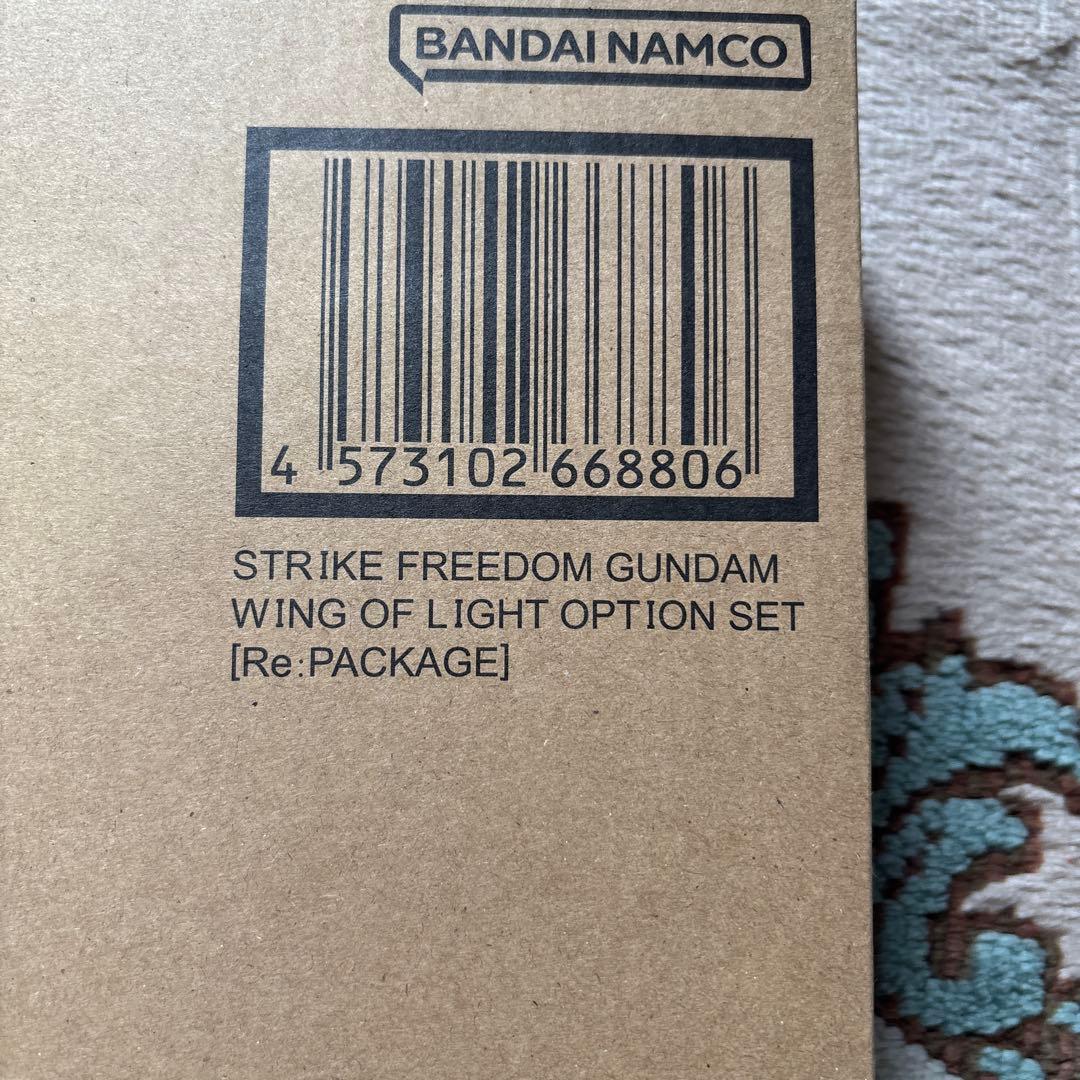 BANDAI NAMCO
4 573102 668806
STRIKE FREEDOM GUNDAM
WING OF LIGHT OPTION SET
[Re:PACKAGE]